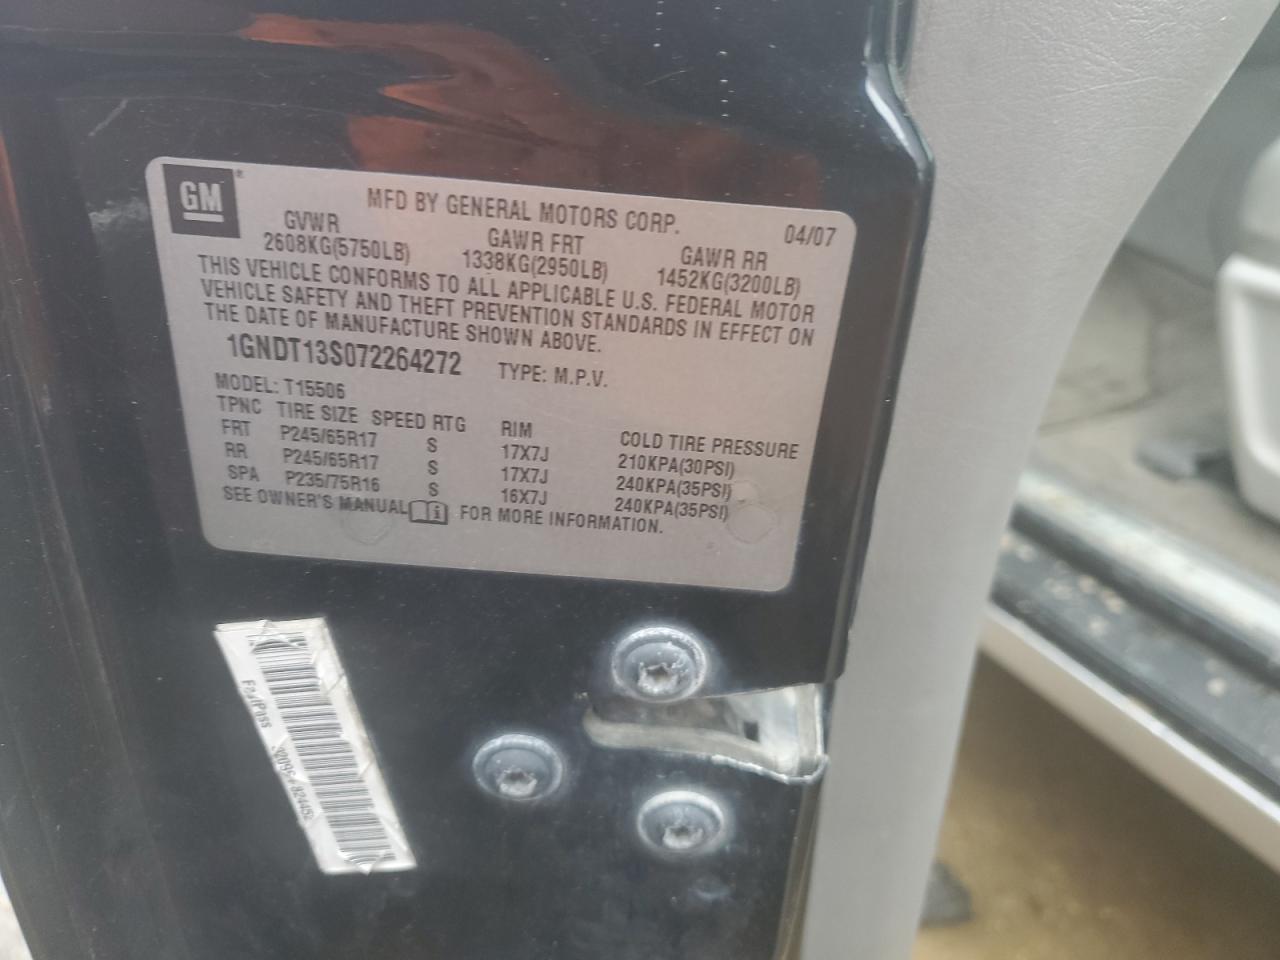 GM
MFD BY GENERAL MOTORS CORP. 04/07
GVWR GAWR FRT GAWR RR
2608KG(5750LB) 1338KG(2950LB) 1452KG(3200LB)
THIS VEHICLE CONFORMS TO ALL APPLICABLE U.S. FEDERAL MOTOR
VEHICLE SAFETY AND THEFT PREVENTION STANDARDS IN EFFECT ON
THE DATE OF MANUFACTURE SHOWN ABOVE.
1GNDT13S072264272 TYPE: M.P.V.
MODEL: T15506
TPNC TIRE SIZE SPEED RTG RIM COLD TIRE PRESSURE
FRT P245/65R17 S 17X7J 210KPA(30PSI)
RR P245/65R17 S 17X7J 240KPA(35PSI)
SPA P235/75R16 S 16X7J 240KPA(35PSI)
SEE OWNER'S MANUAL FOR MORE INFORMATION.
FastPass